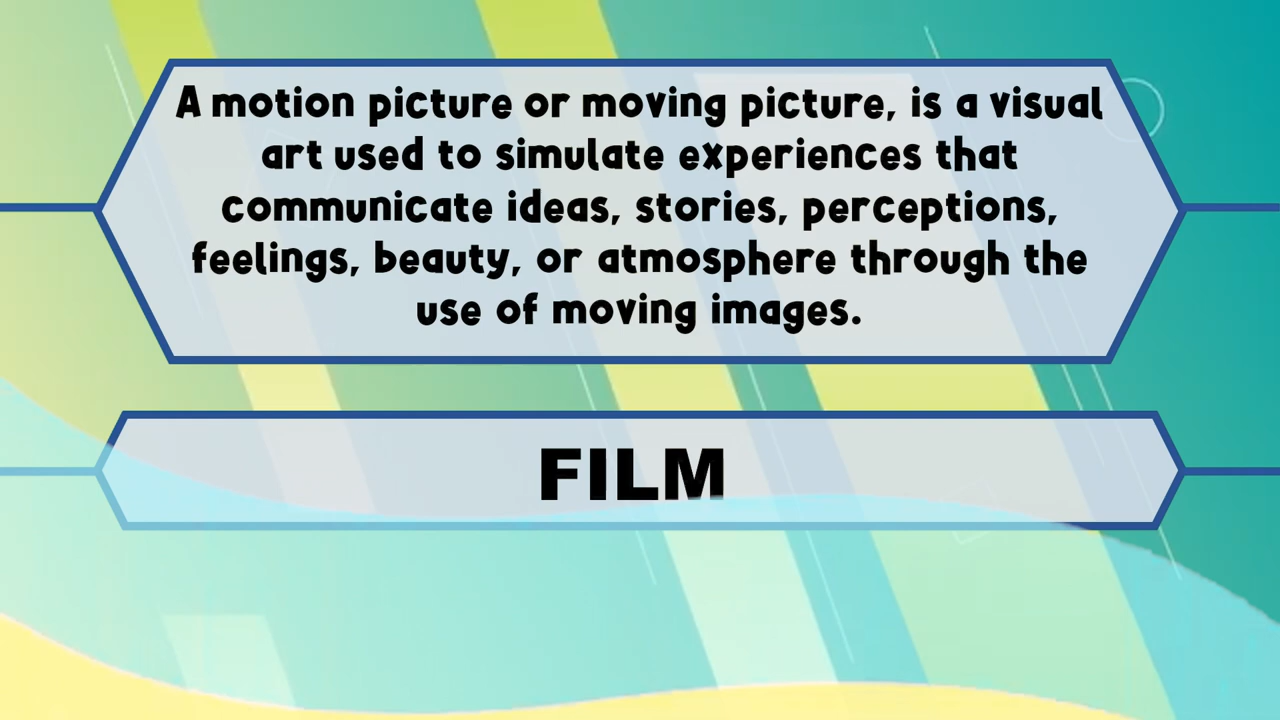 A motion picture or moving picture, is a visual
art used to simulate experiences that
communicate ideas, stories, perceptions,
feelings, beauty, or atmosphere through the
use of moving images.
FILM